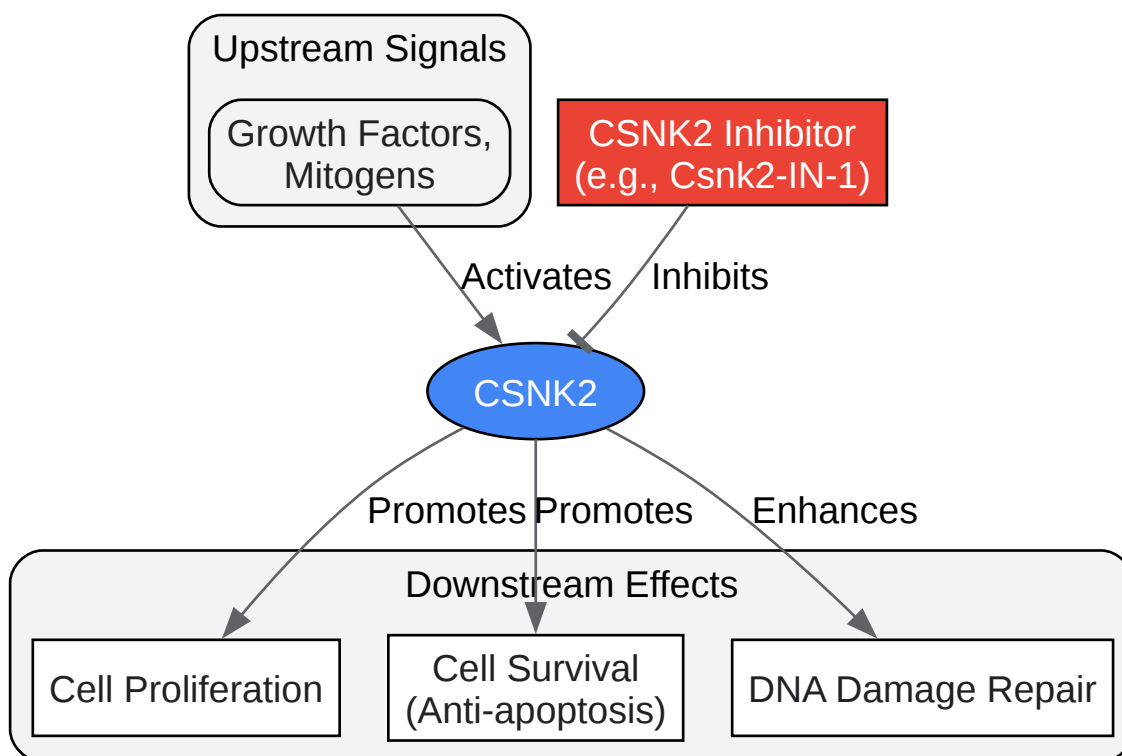 Upstream Signals
Growth Factors,
Mitogens
CSNK2 Inhibitor
(e.g., Csnk2-IN-1)
Activates
Inhibits
CSNK2
Promotes
Promotes
Enhances
Downstream Effects
Cell Proliferation
Cell Survival
(Anti-apoptosis)
DNA Damage Repair